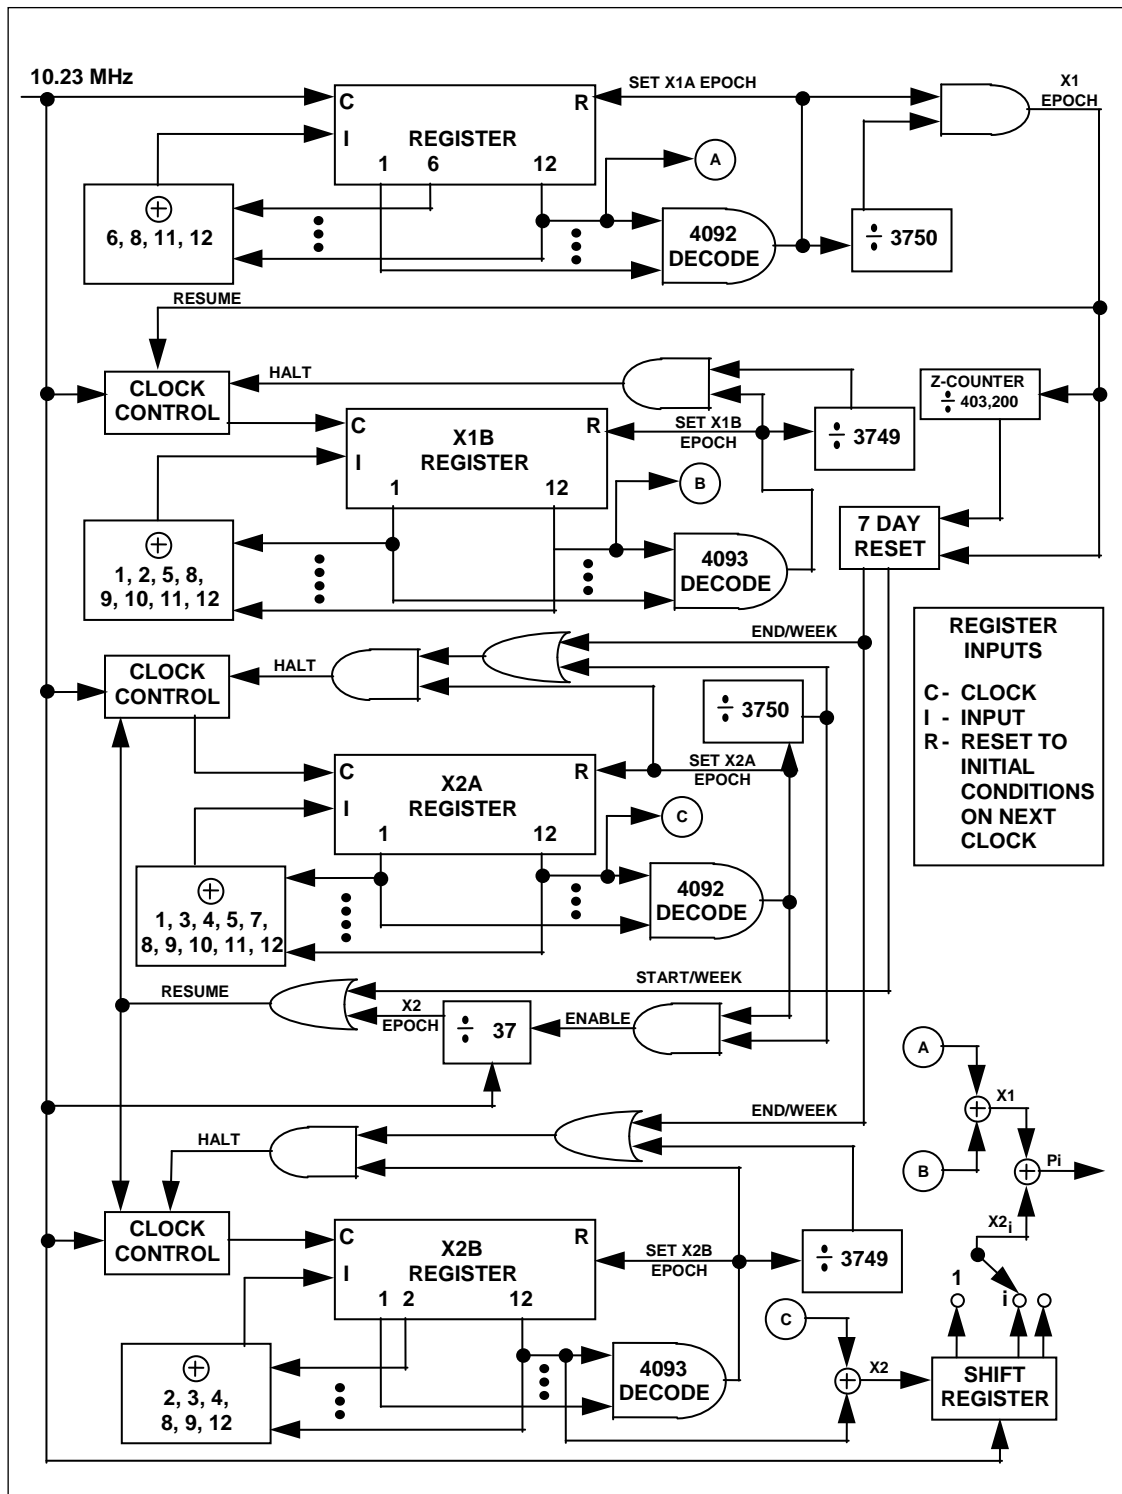 10.23 MHz
C
R
I
REGISTER
1
6
12
SET X1A EPOCH
X1
EPOCH
A
6, 8, 11, 12
4092
DECODE
÷ 3750
RESUME
CLOCK
CONTROL
HALT
Z-COUNTER
÷ 403,200
C
R
I
X1B
REGISTER
1
12
SET X1B
EPOCH
÷ 3749
B
1, 2, 5, 8,
9, 10, 11, 12
4093
DECODE
7 DAY
RESET
END/WEEK
CLOCK
CONTROL
HALT
÷ 3750
REGISTER
INPUTS
C - CLOCK
I - INPUT
R - RESET TO
INITIAL
CONDITIONS
ON NEXT
CLOCK
C
R
I
X2A
REGISTER
1
12
SET X2A
EPOCH
C
1, 3, 4, 5, 7,
8, 9, 10, 11, 12
4092
DECODE
START/WEEK
RESUME
X2
EPOCH
÷ 37
ENABLE
A
X1
B
Pi
X2i
END/WEEK
HALT
CLOCK
CONTROL
C
R
I
X2B
REGISTER
1 2
12
SET X2B
EPOCH
÷ 3749
1
i
C
2, 3, 4,
8, 9, 12
4093
DECODE
X2
SHIFT
REGISTER